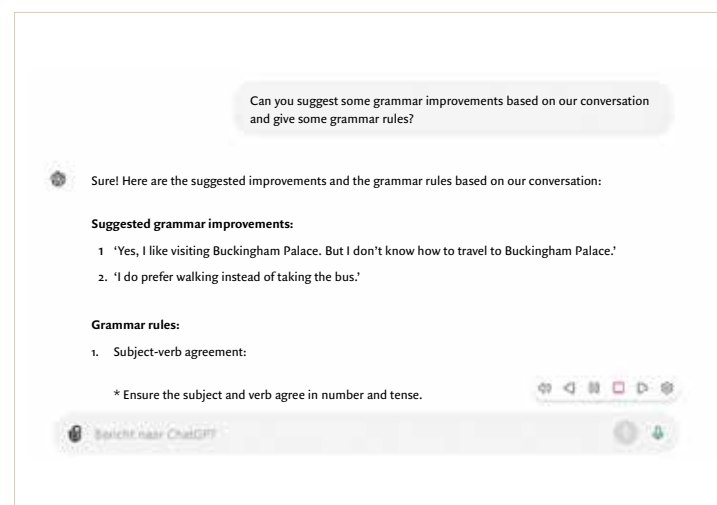 Can you suggest some grammar improvements based on our conversation
and give some grammar rules?
Sure! Here are the suggested improvements and the grammar rules based on our conversation:
Suggested grammar improvements:
1 ‘Yes, I like visiting Buckingham Palace. But I don’t know how to travel to Buckingham Palace.’
2. ‘I do prefer walking instead of taking the bus.’
Grammar rules:
1. Subject-verb agreement:
* Ensure the subject and verb agree in number and tense.
Bericht naar ChatGPT